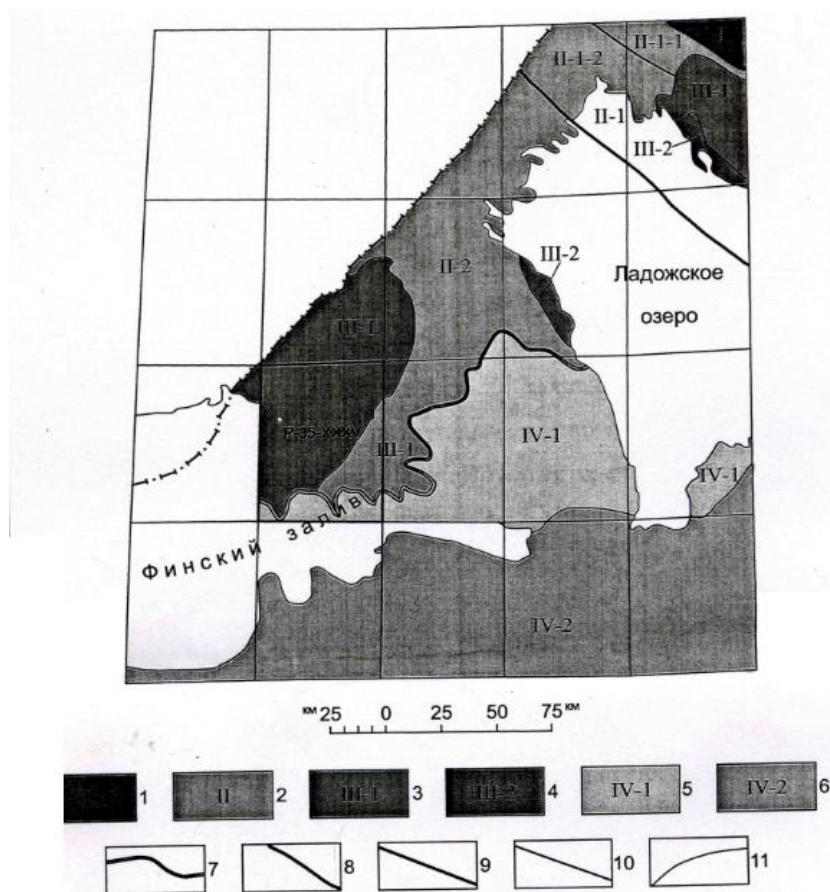 II-1-1
II-1-2
III-1
II-1
III-2
II-2
III-2
Ладожское
озеро
III-1
P-35-XXXV
IV-1
III-1
IV-1
Финский залив
IV-2
км 25 0 25 50 75 км
1 II 2 III-1 3 III-2 4 IV-1 5 IV-2 6
7 8 9 10 11